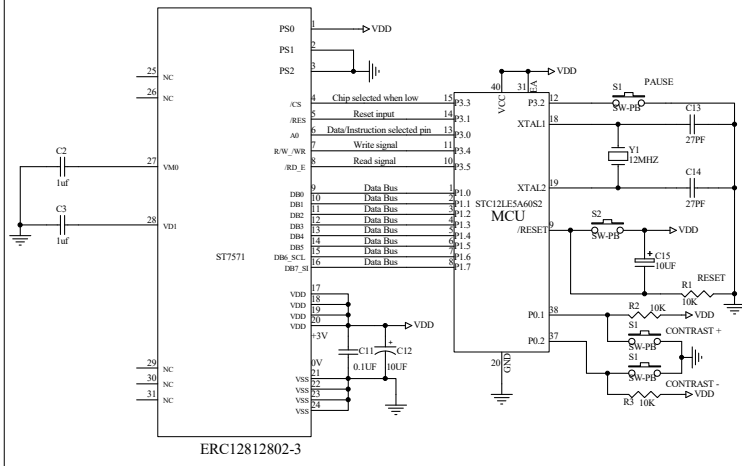 PS0 1 VDD
PS1 2
PS2 3
25 NC
26 NC
/CS 4 Chip selected when low 15 P3.3
/RES 5 Reset input 14 P3.1
A0 6 Data/Instruction selected pin 13 P3.0
R/W_/WR 7 Write signal 11 P3.4
/RD_E 8 Read signal 10 P3.5
C2
1uf
27 VM0
C3
1uf
28 VD1
DB0 9 Data Bus 1 P1.0
DB1 10 Data Bus 2 P1.1
DB2 11 Data Bus 3 P1.2
DB3 12 Data Bus 4 P1.3
DB4 13 Data Bus 5 P1.4
DB5 14 Data Bus 6 P1.5
DB6_SCL 15 Data Bus 7 P1.6
DB7_SI 16 Data Bus 8 P1.7
ST7571
VDD 17
VDD 18
VDD 19
VDD 20 VDD
+3V
C11
0.1UF
+
C12
10UF
0V
VSS 21
VSS 22
VSS 23
VSS 24
29 NC
30 NC
31 NC
ERC12812802-3
40 VCC
31 EA
VDD
STC12LE5A60S2
MCU
20 GND
P3.2 12
S1 PAUSE
SW-PB
XTAL1 18
C13
27PF
Y1
12MHZ
XTAL2 19
C14
27PF
/RESET 9
S2
SW-PB
VDD
+
C15
10UF
RESET
R1
10K
P0.1 38
R2 10K VDD
S1 CONTRAST +
SW-PB
P0.2 37
S1
SW-PB
CONTRAST -
R3 10K VDD